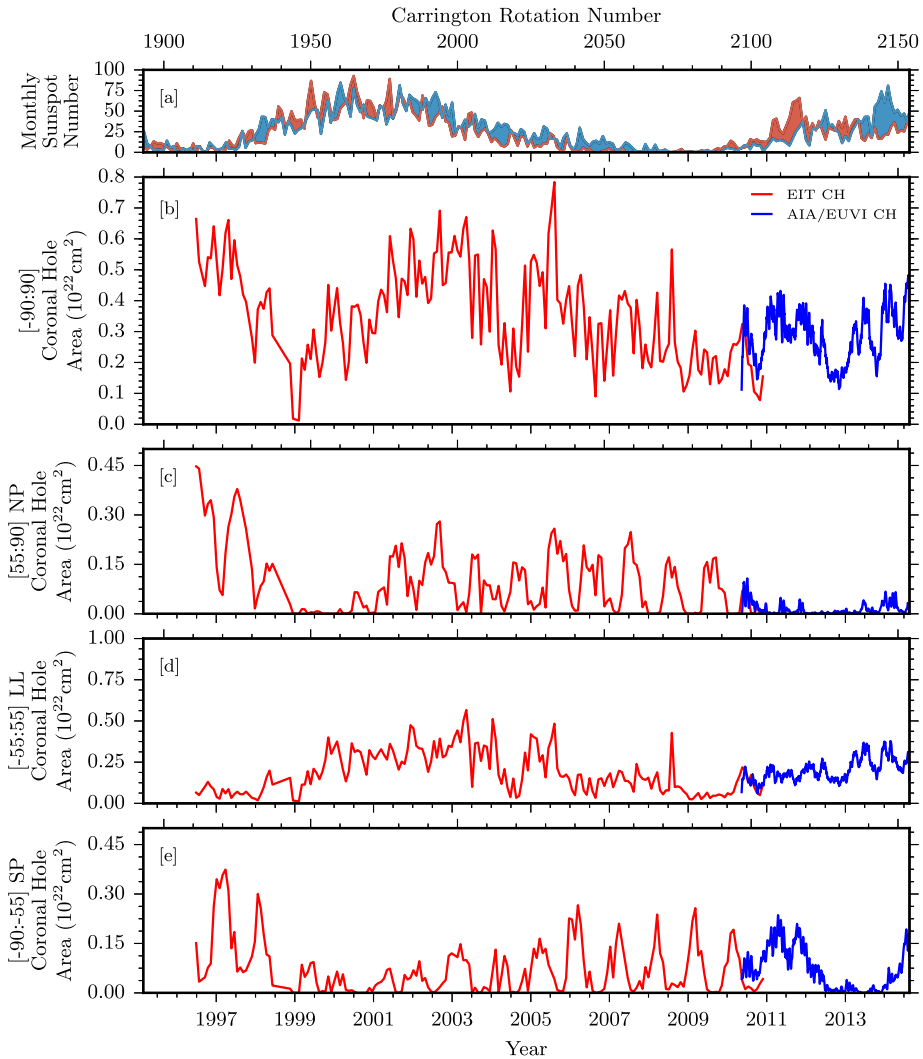 Carrington Rotation Number
1900 1950 2000 2050 2100 2150
Monthly
Sunspot
Number
100
75
50
25
0
[a]
[-90:90]
Coronal Hole
Area (10²²cm²)
0.8
0.7
0.6
0.5
0.4
0.3
0.2
0.1
0.0
[b]
EIT CH
AIA/EUVI CH
[55:90] NP
Coronal Hole
Area (10²²cm²)
0.45
0.30
0.15
0.00
[c]
[-55:55] LL
Coronal Hole
Area (10²²cm²)
1.00
0.75
0.50
0.25
0.00
[d]
[-90:-55] SP
Coronal Hole
Area (10²²cm²)
0.45
0.30
0.15
0.00
[e]
1997 1999 2001 2003 2005 2007 2009 2011 2013
Year